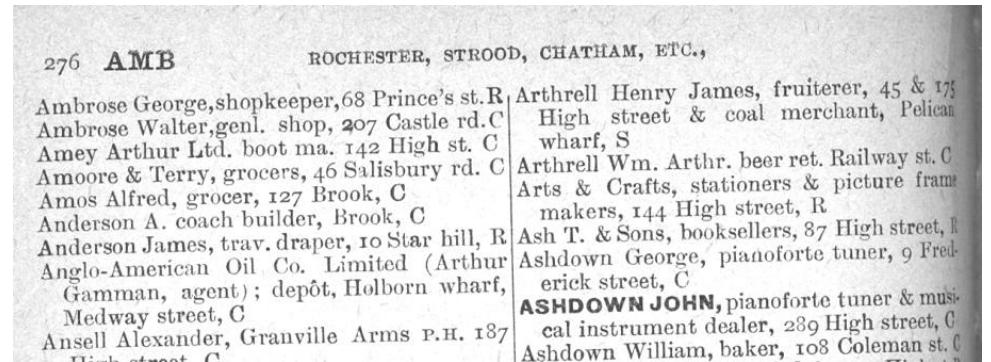 276 AMB ROCHESTER, STROOD, CHATHAM, ETC.,
Ambrose George,shopkeeper,68 Prince's st.R
Ambrose Walter,genl. shop, 207 Castle rd.C
Amey Arthur Ltd. boot ma. 142 High st. C
Amoore & Terry, grocers, 46 Salisbury rd. C
Amos Alfred, grocer, 127 Brook, C
Anderson A. coach builder, Brook, C
Anderson James, trav. draper, 10 Star hill, R
Anglo-American Oil Co. Limited (Arthur
Gamman, agent); depôt, Holborn wharf,
Medway street, C
Ansell Alexander, Granville Arms P.H. 187
High street, C
Arthrell Henry James, fruiterer, 45 & 175
High street & coal merchant, Pelican
wharf, S
Arthrell Wm. Arthr. beer ret. Railway st. C
Arts & Crafts, stationers & picture frame
makers, 144 High street, R
Ash T. & Sons, booksellers, 87 High street, R
Ashdown George, pianoforte tuner, 9 Fred-
erick street, C
ASHDOWN JOHN, pianoforte tuner & musi-
cal instrument dealer, 289 High street, C
Ashdown William, baker, 108 Coleman st. C